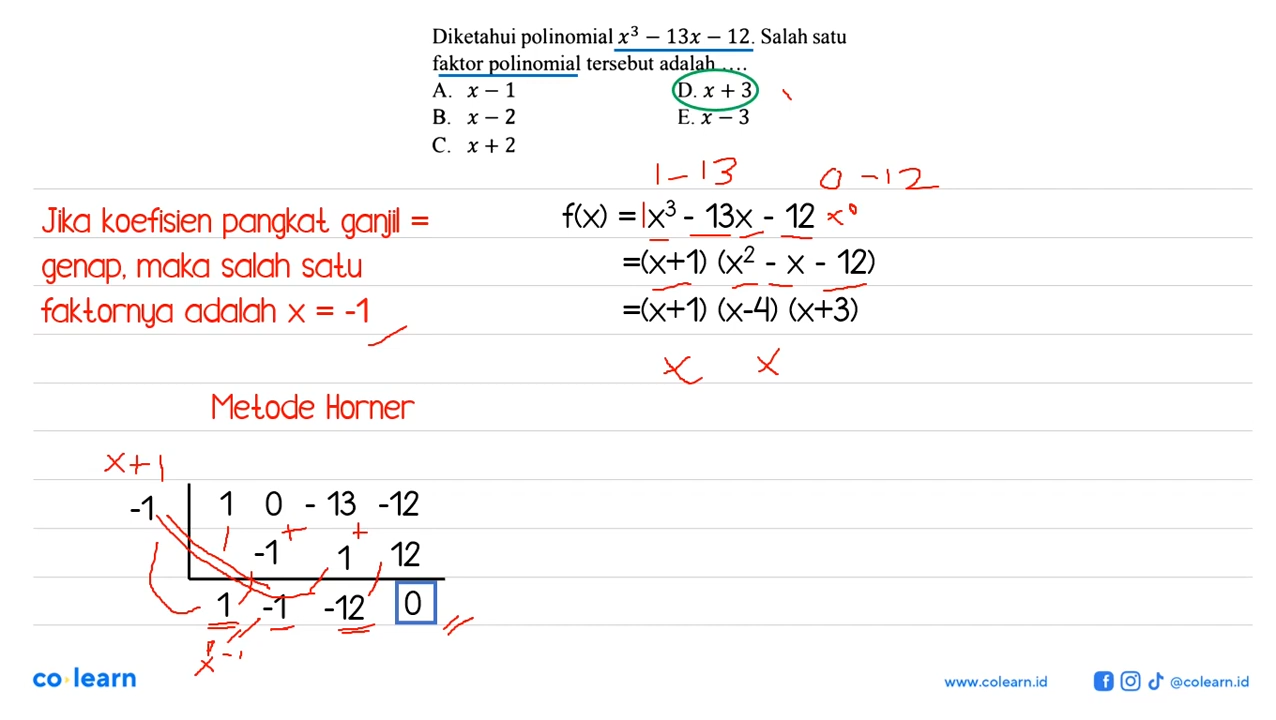 Diketahui polinomial x³ − 13x − 12. Salah satu
faktor polinomial tersebut adalah ....
A. x − 1
D. x + 3
B. x − 2
E. x − 3
C. x + 2
1 - 13
0 - 12
Jika koefisien pangkat ganjil =
genap, maka salah satu
faktornya adalah x = -1
f(x) = 1x³ - 13x - 12 x⁰
=(x+1) (x² - x - 12)
=(x+1) (x-4) (x+3)
x x
Metode Horner
x+1
-1 1 0 - 13 -12
+ +
-1 1 12
1 -1 -12 0
co learn
www.colearn.id
@colearn.id